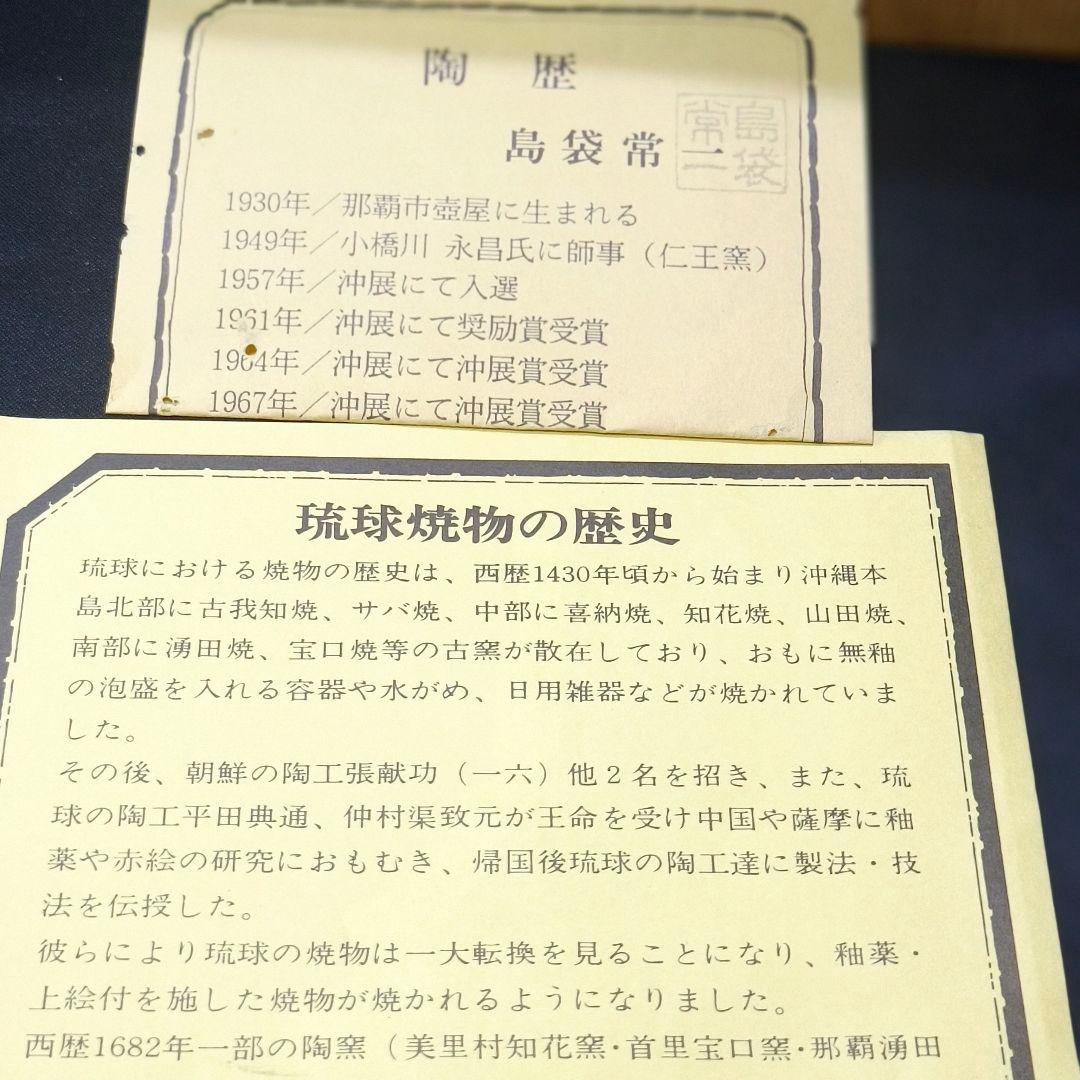 陶歴
島袋常二
島袋常二
1930年／那覇市壺屋に生まれる
1949年／小橋川 永昌氏に師事（仁王窯）
1957年／沖展にて入選
1961年／沖展にて奨励賞受賞
1964年／沖展にて沖展賞受賞
1967年／沖展にて沖展賞受賞
琉球焼物の歴史
琉球における焼物の歴史は、西歴1430年頃から始まり沖縄本
島北部に古我知焼、サバ焼、中部に喜納焼、知花焼、山田焼、
南部に湧田焼、宝口焼等の古窯が散在しており、おもに無釉
の泡盛を入れる容器や水がめ、日用雑器などが焼かれていま
した。
その後、朝鮮の陶工張献功（一六）他2名を招き、また、琉
球の陶工平田典通、仲村渠致元が王命を受け中国や薩摩に釉
薬や赤絵の研究におもむき、帰国後琉球の陶工達に製法・技
法を伝授した。
彼らにより琉球の焼物は一大転換を見ることになり、釉薬・
上絵付を施した焼物が焼かれるようになりました。
西歴1682年一部の陶窯（美里村知花窯・首里宝口窯・那覇湧田